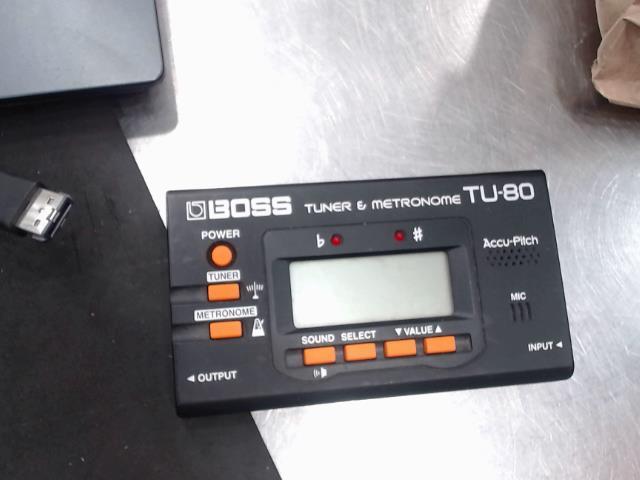 BOSS TUNER & METRONOME TU-80
POWER
♭ ♯
Accu-Pitch
TUNER
METRONOME
MIC
SOUND SELECT ▼ VALUE ▲
INPUT ◀
◀ OUTPUT